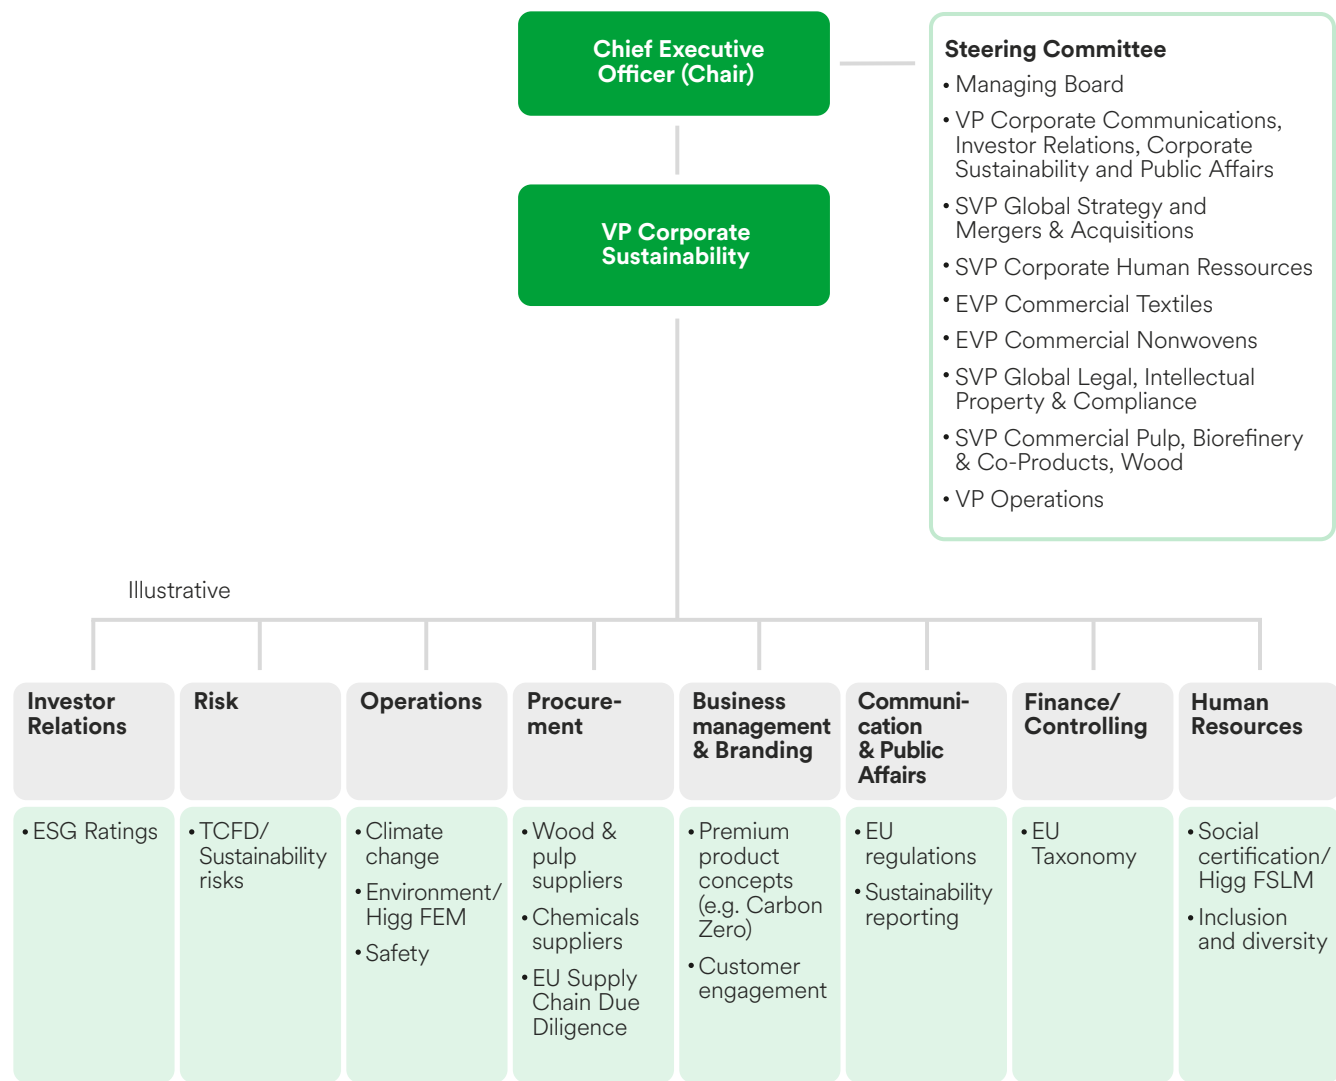 Chief Executive
Officer (Chair)
VP Corporate
Sustainability
Steering Committee
• Managing Board
• VP Corporate Communications,
Investor Relations, Corporate
Sustainability and Public Affairs
• SVP Global Strategy and
Mergers & Acquisitions
• SVP Corporate Human Ressources
• EVP Commercial Textiles
• EVP Commercial Nonwovens
• SVP Global Legal, Intellectual
Property & Compliance
• SVP Commercial Pulp, Biorefinery
& Co-Products, Wood
• VP Operations
Illustrative
Investor
Relations
• ESG Ratings
Risk
• TCFD/
Sustainability
risks
Operations
• Climate
change
• Environment/
Higg FEM
• Safety
Procure-
ment
• Wood &
pulp
suppliers
• Chemicals
suppliers
• EU Supply
Chain Due
Diligence
Business
management
& Branding
• Premium
product
concepts
(e.g. Carbon
Zero)
• Customer
engagement
Communi-
cation
& Public
Affairs
• EU
regulations
• Sustainability
reporting
Finance/
Controlling
• EU
Taxonomy
Human
Resources
• Social
certification/
Higg FSLM
• Inclusion
and diversity